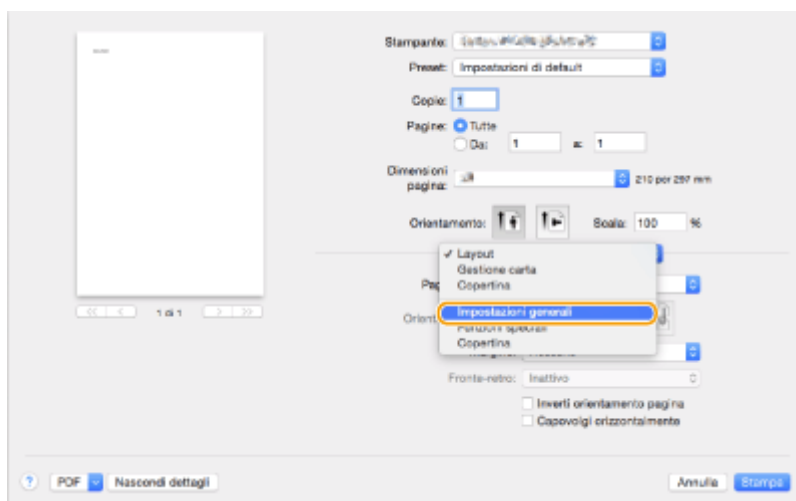 Stampante:
Preset: Impostazioni di default
Copie: 1
Pagine: Tutte
Da: 1 a: 1
Dimensioni pagina: 210 per 297 mm
Orientamento: Scala: 100 %
✓ Layout
Gestione carta
Copertina
Impostazioni generali
Funzioni speciali
Copertina
Fronte-retro: Inattivo
Inverti orientamento pagina
Capovolgi orizzontalmente
<< < 1 di 1 > >>
? PDF Nascondi dettagli Annulla Stampa